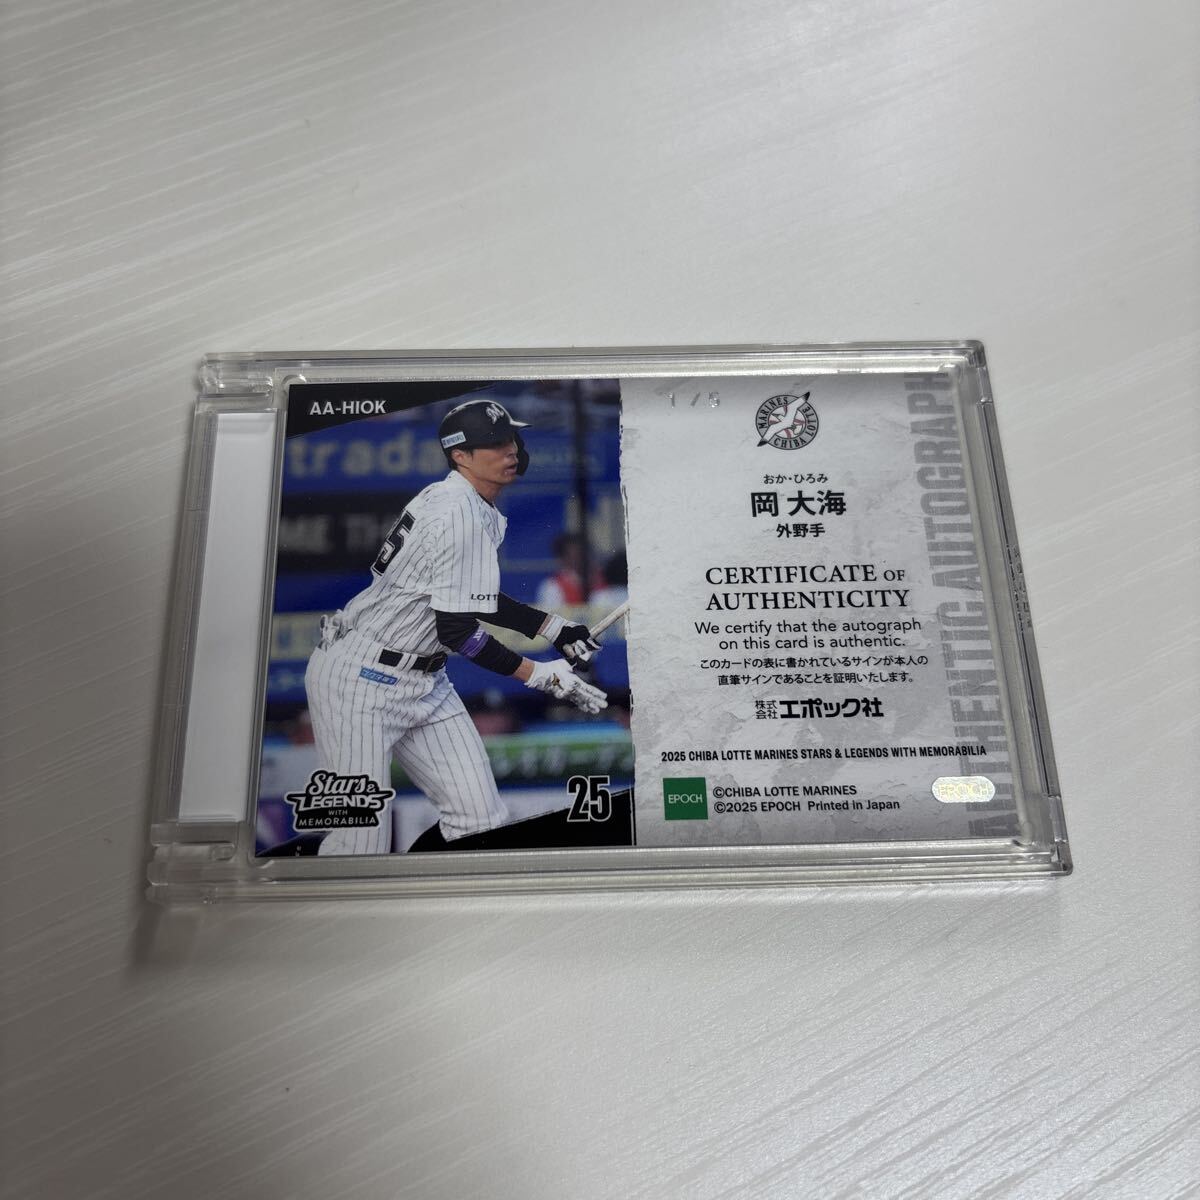 AA-HIOK
trada
ME TH
5
LOTTE
M
Stars &
LEGENDS
WITH
MEMORABILIA
25
MARINES
CHIBA LOTTE
おか・ひろみ
岡 大海
外野手
CERTIFICATE OF
AUTHENTICITY
We certify that the autograph
on this card is authentic.
このカードの表に書かれているサインが本人の
直筆サインであることを証明いたします。
株式会社エポック社
2025 CHIBA LOTTE MARINES STARS & LEGENDS WITH MEMORABILIA
EPOCH
©CHIBA LOTTE MARINES
©2025 EPOCH Printed in Japan
EPOCH
AUTHENTIC AUTOGRAPH